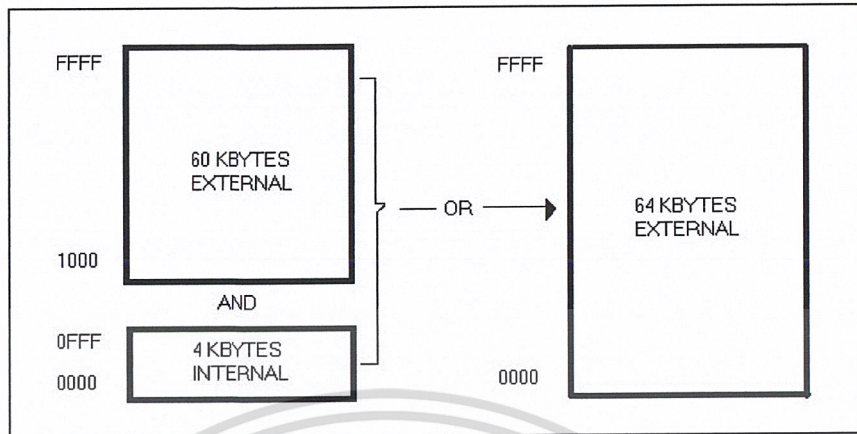 FFFF
60 KBYTES
EXTERNAL
1000
AND
0FFF
4 KBYTES
INTERNAL
0000
OR
FFFF
64 KBYTES
EXTERNAL
0000